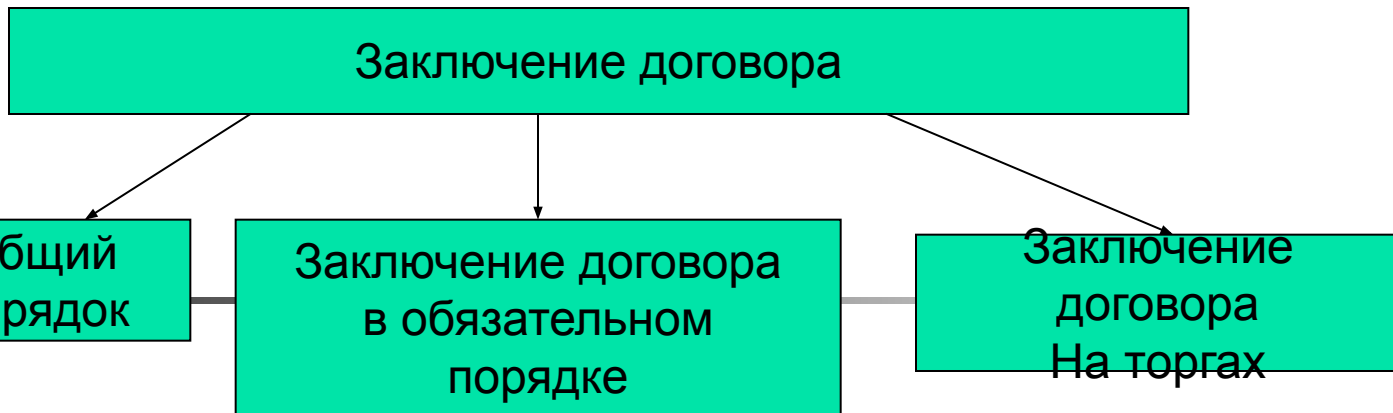 Заключение договора
бщий
рядок
Заключение договора
в обязательном
порядке
Заключение
договора
На торгах